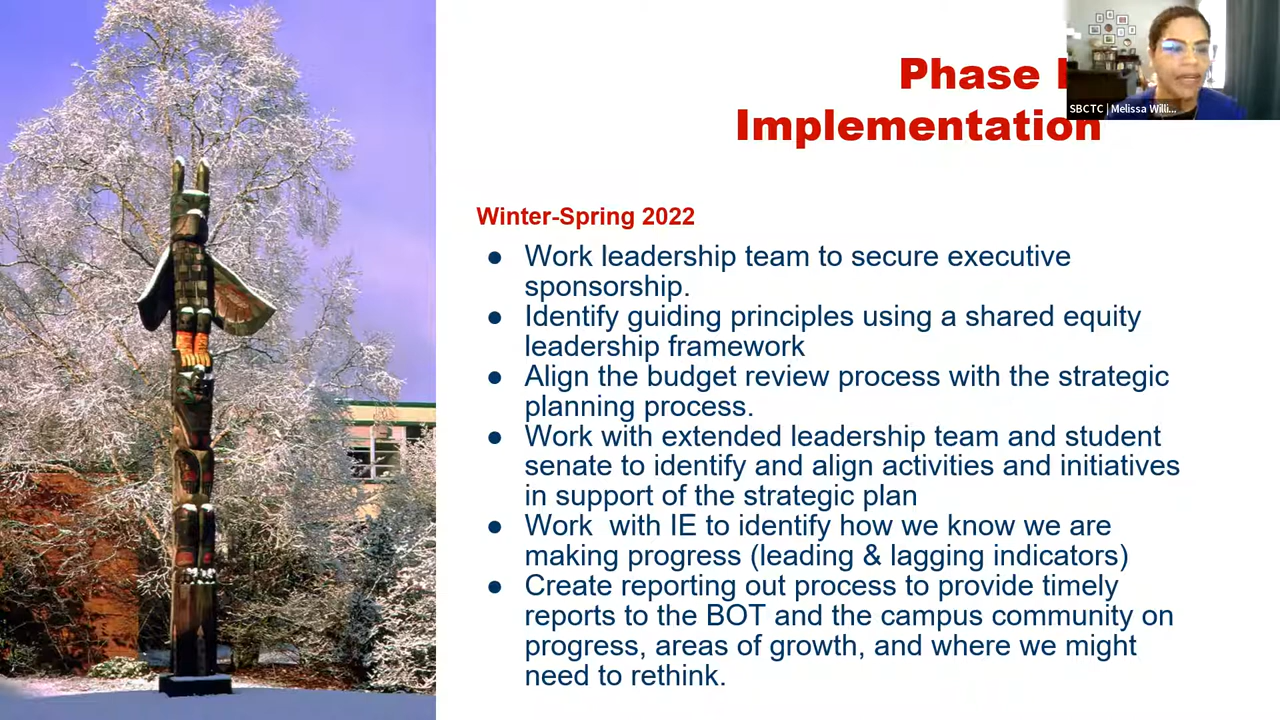 Phase
Implementation
SBCTC | Melissa Willi...
Winter-Spring 2022
● Work leadership team to secure executive
sponsorship.
● Identify guiding principles using a shared equity
leadership framework
● Align the budget review process with the strategic
planning process.
● Work with extended leadership team and student
senate to identify and align activities and initiatives
in support of the strategic plan
● Work  with IE to identify how we know we are
making progress (leading & lagging indicators)
● Create reporting out process to provide timely
reports to the BOT and the campus community on
progress, areas of growth, and where we might
need to rethink.